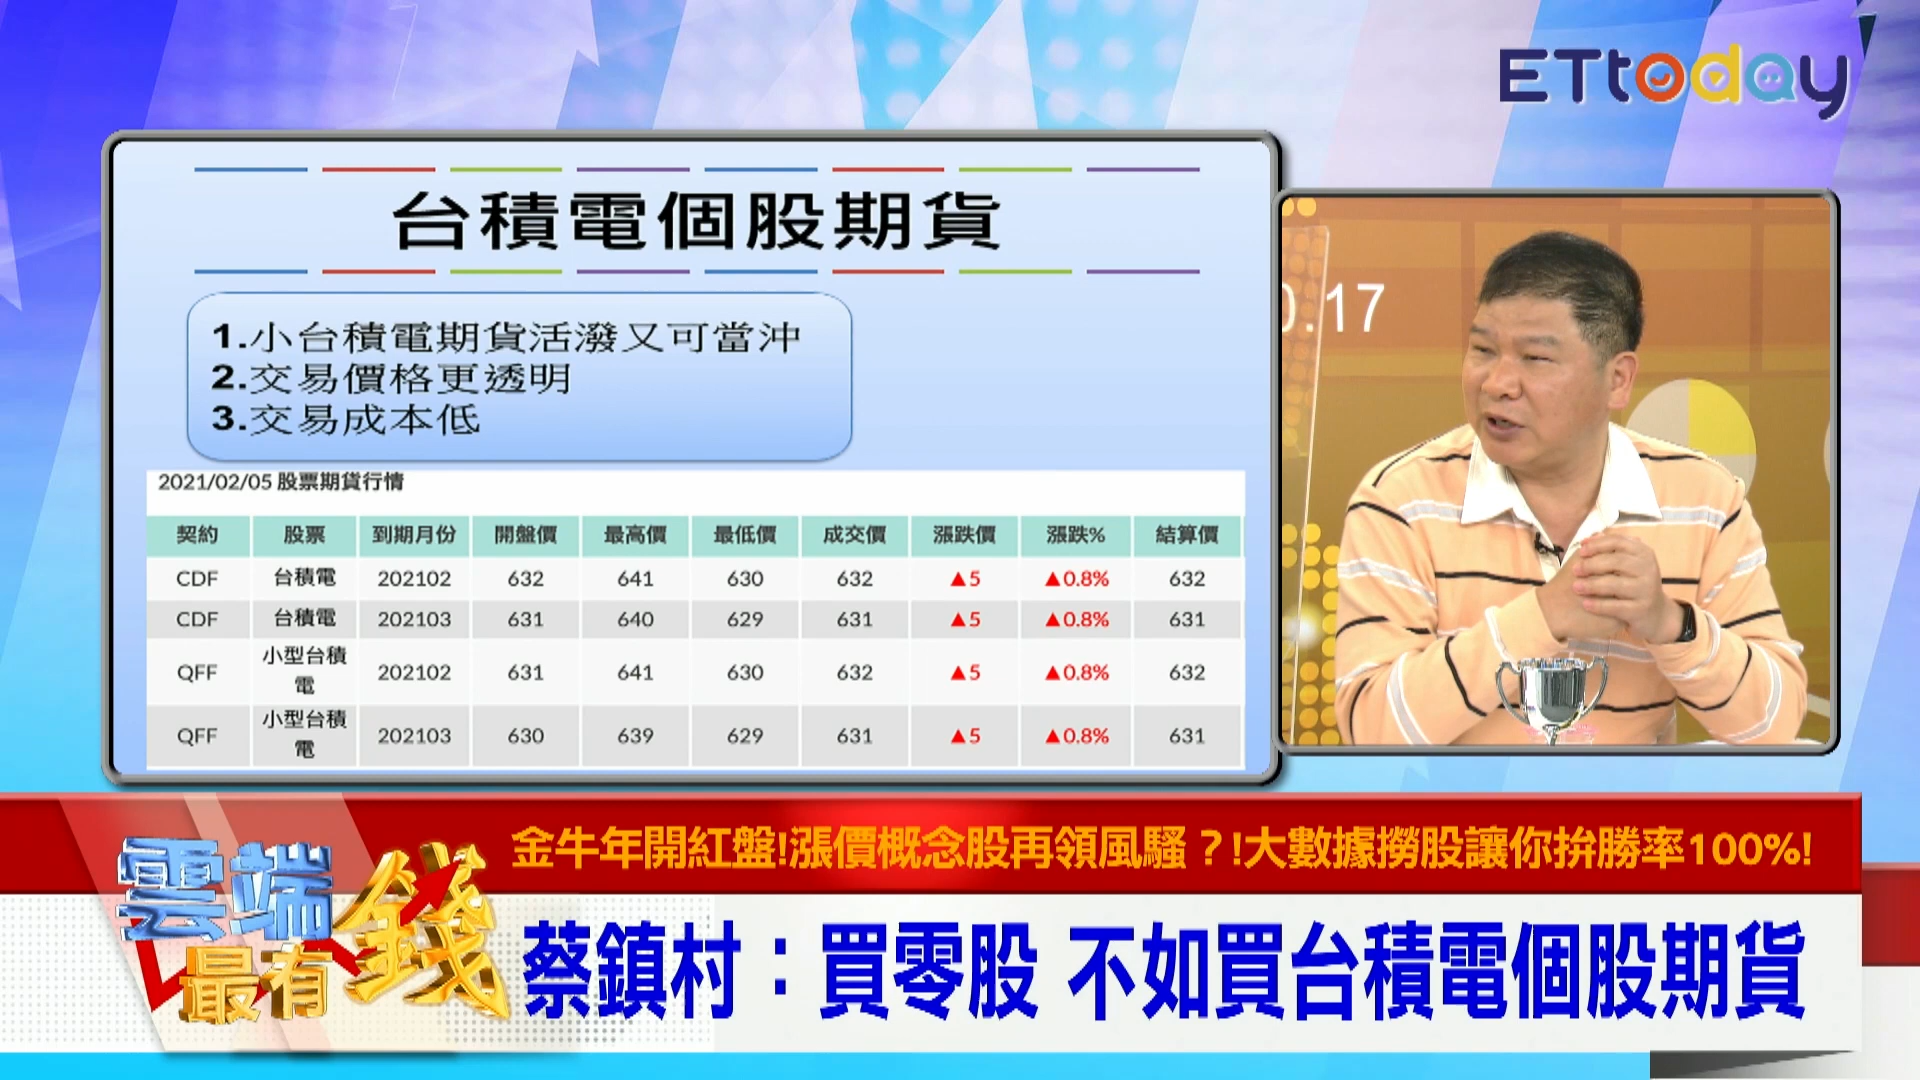 ETtoday
台積電個股期貨
1.小台積電期貨活潑又可當沖
2.交易價格更透明
3.交易成本低
2021/02/05 股票期貨行情
契約 股票 到期月份 開盤價 最高價 最低價 成交價 漲跌價 漲跌% 結算價
CDF 台積電 202102 632 641 630 632 ▲5 ▲0.8% 632
CDF 台積電 202103 631 640 629 631 ▲5 ▲0.8% 631
QFF 小型台積電 202102 631 641 630 632 ▲5 ▲0.8% 632
QFF 小型台積電 202103 630 639 629 631 ▲5 ▲0.8% 631
0.17
雲端最有錢
金牛年開紅盤!漲價概念股再領風騷？!大數據撈股讓你拚勝率100%!
蔡鎮村：買零股 不如買台積電個股期貨